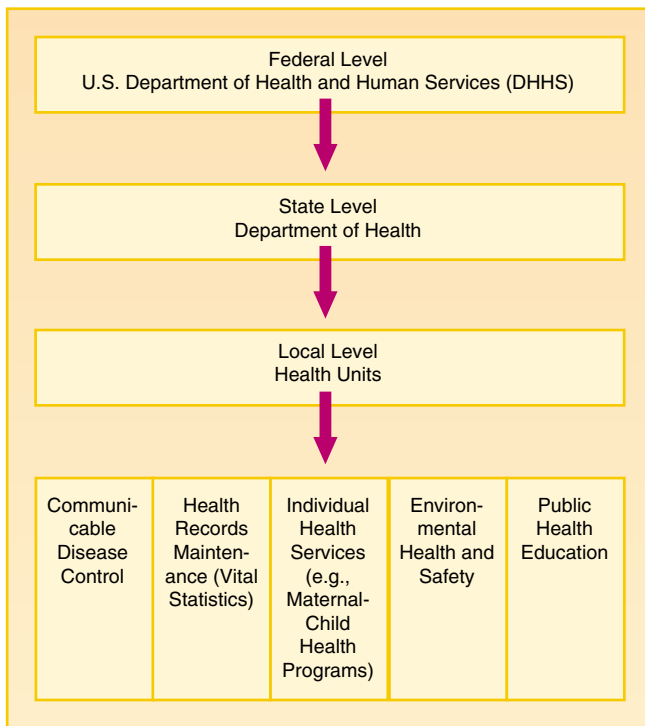 Federal Level
U.S. Department of Health and Human Services (DHHS)
State Level
Department of Health
Local Level
Health Units
Communi-
cable
Disease
Control
Health
Records
Mainten-
ance (Vital
Statistics)
Individual
Health
Services
(e.g.,
Maternal-
Child
Health
Programs)
Environ-
mental
Health and
Safety
Public
Health
Education